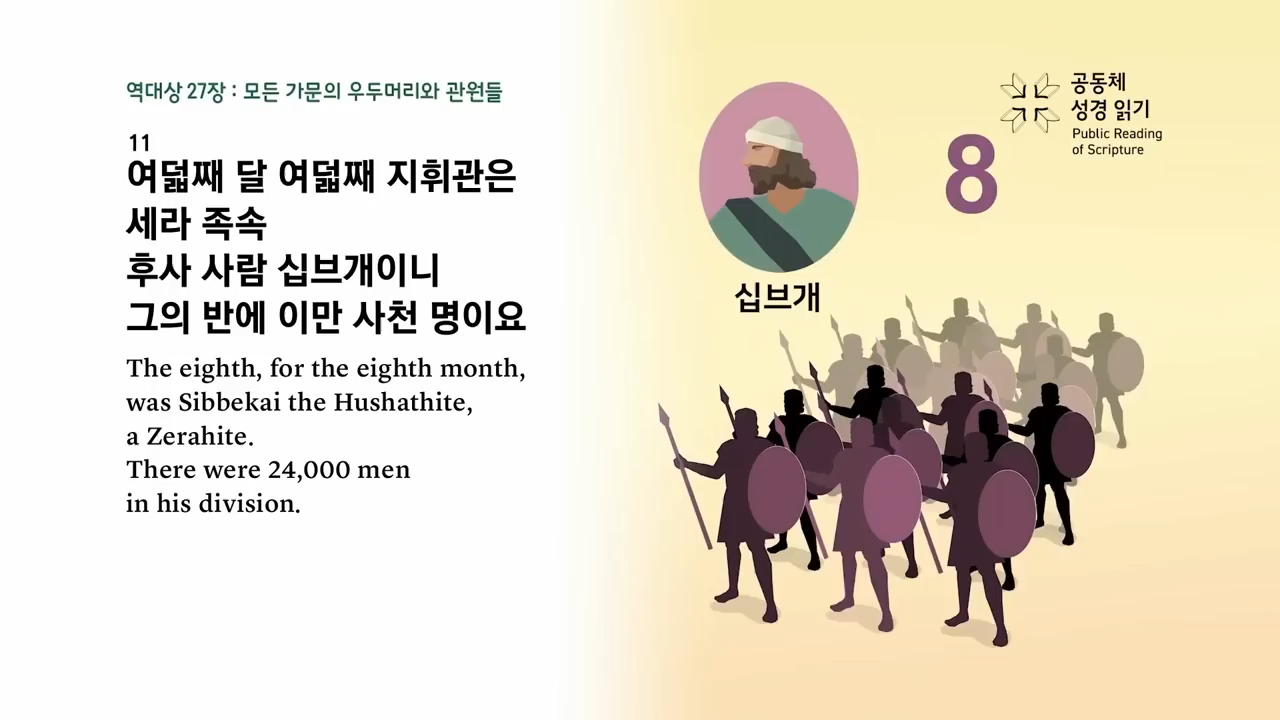 역대상 27장 : 모든 가문의 우두머리와 관원들
11
여덟째 달 여덟째 지휘관은
세라 족속
후사 사람 십브개이니
그의 반에 이만 사천 명이요
The eighth, for the eighth month,
was Sibbekai the Hushathite,
a Zerahite.
There were 24,000 men
in his division.
십브개
8
공동체
성경 읽기
Public Reading
of Scripture